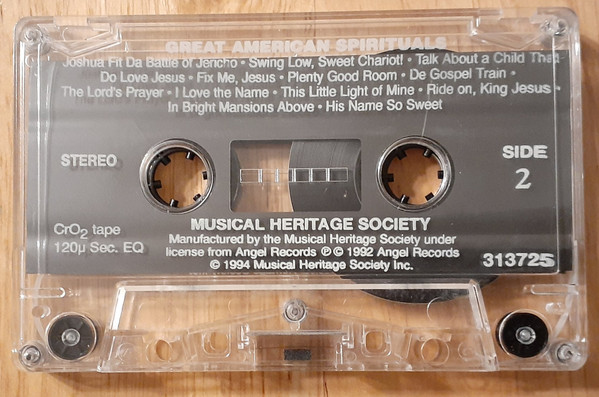 GREAT AMERICAN SPIRITUALS
Joshua Fit Da Battle of Jericho • Swing Low, Sweet Chariot! • Talk About a Child That
Do Love Jesus • Fix Me, Jesus • Plenty Good Room • De Gospel Train •
The Lord's Prayer • I Love the Name • This Little Light of Mine • Ride on, King Jesus •
In Bright Mansions Above • His Name So Sweet
STEREO
SIDE
2
CrO2 tape
120µ Sec. EQ
MUSICAL HERITAGE SOCIETY
Manufactured by the Musical Heritage Society under
license from Angel Records ℗ © 1992 Angel Records
© 1994 Musical Heritage Society Inc.
313725